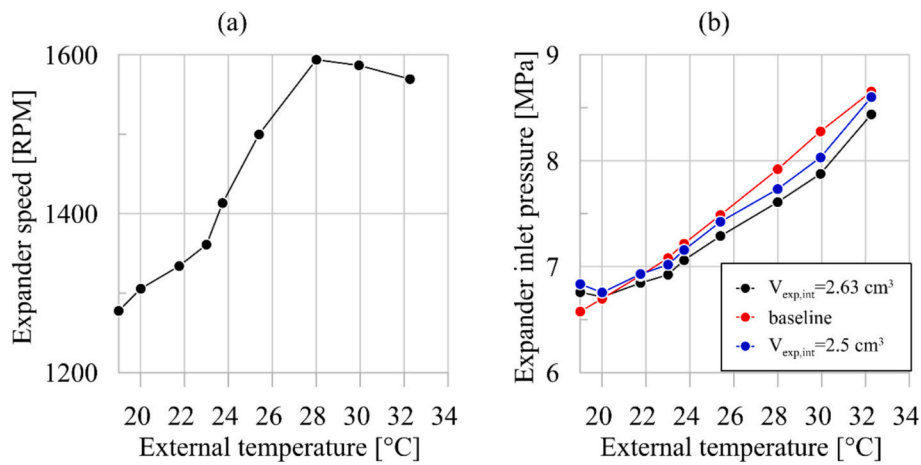 (a)
Expander speed [RPM]
1600
1400
1200
20 22 24 26 28 30 32 34
External temperature [°C]
(b)
Expander inlet pressure [MPa]
9
8
7
6
V_exp,int=2.63 cm³
baseline
V_exp,int=2.5 cm³
20 22 24 26 28 30 32 34
External temperature [°C]